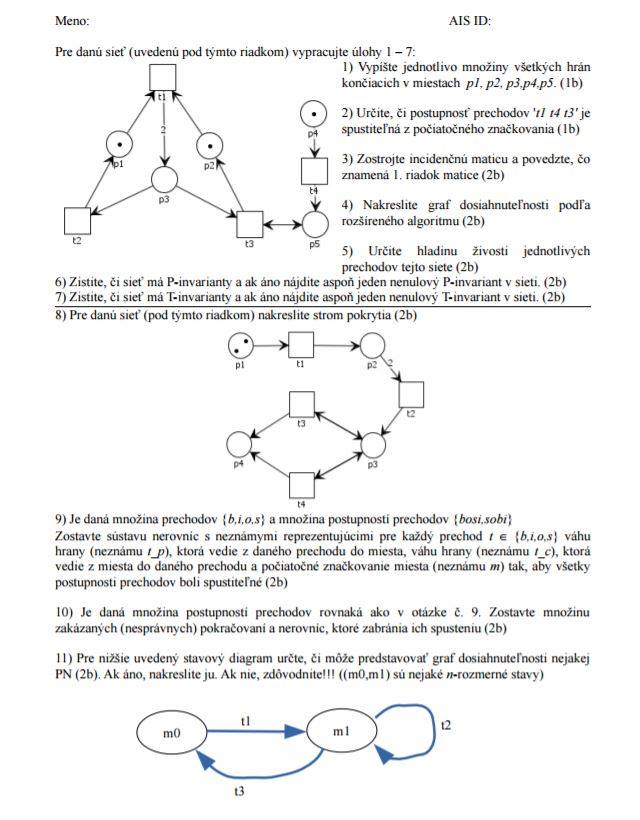 Meno: AIS ID:
Pre danú sieť (uvedenú pod týmto riadkom) vypracujte úlohy 1 – 7:
1) Vypíšte jednotlivo množiny všetkých hrán
končiacich v miestach p1, p2, p3,p4,p5. (1b)
2) Určite, či postupnosť prechodov 't1 t4 t3' je
spustiteľná z počiatočného značkovania (1b)
3) Zostrojte incidenčnú maticu a povedzte, čo
znamená 1. riadok matice (2b)
4) Nakreslite graf dosiahnuteľnosti podľa
rozšíreného algoritmu (2b)
5) Určite hladinu živosti jednotlivých
prechodov tejto siete (2b)
t1
2
p1
p2
p3
t2
t3
p4
t4
p5
6) Zistite, či sieť má P-invarianty a ak áno nájdite aspoň jeden nenulový P-invariant v sieti. (2b)
7) Zistite, či sieť má T-invarianty a ak áno nájdite aspoň jeden nenulový T-invariant v sieti. (2b)
8) Pre danú sieť (pod týmto riadkom) nakreslite strom pokrytia (2b)
p1
t1
p2
2
t2
t3
p4
p3
t4
9) Je daná množina prechodov {b,i,o,s} a množina postupností prechodov {bosi,sobi}
Zostavte sústavu nerovníc s neznámymi reprezentujúcimi pre každý prechod t ∈ {b,i,o,s} váhu
hrany (neznámu t_p), ktorá vedie z daného prechodu do miesta, váhu hrany (neznámu t_c), ktorá
vedie z miesta do daného prechodu a počiatočné značkovanie miesta (neznámu m) tak, aby všetky
postupnosti prechodov boli spustiteľné (2b)
10) Je daná množina postupností prechodov rovnaká ako v otázke č. 9. Zostavte množinu
zakázaných (nesprávnych) pokračovaní a nerovníc, ktoré zabránia ich spusteniu (2b)
11) Pre nižšie uvedený stavový diagram určte, či môže predstavovať graf dosiahnuteľnosti nejakej
PN (2b). Ak áno, nakreslite ju. Ak nie, zdôvodnite!!! ((m0,m1) sú nejaké n-rozmerné stavy)
m0
t1
m1
t2
t3